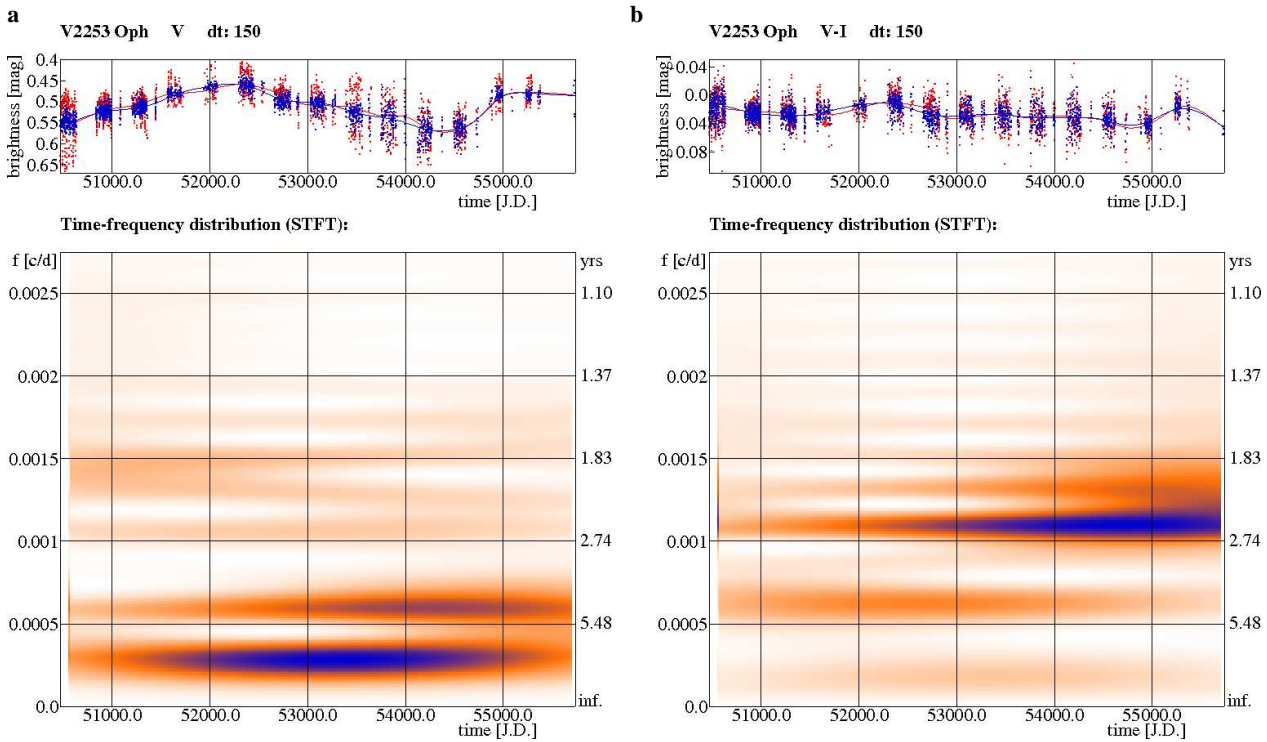 a
V2253 Oph V dt: 150
brightness [mag]
0.4
0.45
0.5
0.55
0.6
0.65
51000.0 52000.0 53000.0 54000.0 55000.0
time [J.D.]
Time-frequency distribution (STFT):
f [c/d] yrs
0.0025 1.10
0.002 1.37
0.0015 1.83
0.001 2.74
0.0005 5.48
0.0 inf.
51000.0 52000.0 53000.0 54000.0 55000.0
time [J.D.]
b
V2253 Oph V-I dt: 150
brightness [mag]
0.04
0.0
0.04
0.08
51000.0 52000.0 53000.0 54000.0 55000.0
time [J.D.]
Time-frequency distribution (STFT):
f [c/d] yrs
0.0025 1.10
0.002 1.37
0.0015 1.83
0.001 2.74
0.0005 5.48
0.0 inf.
51000.0 52000.0 53000.0 54000.0 55000.0
time [J.D.]